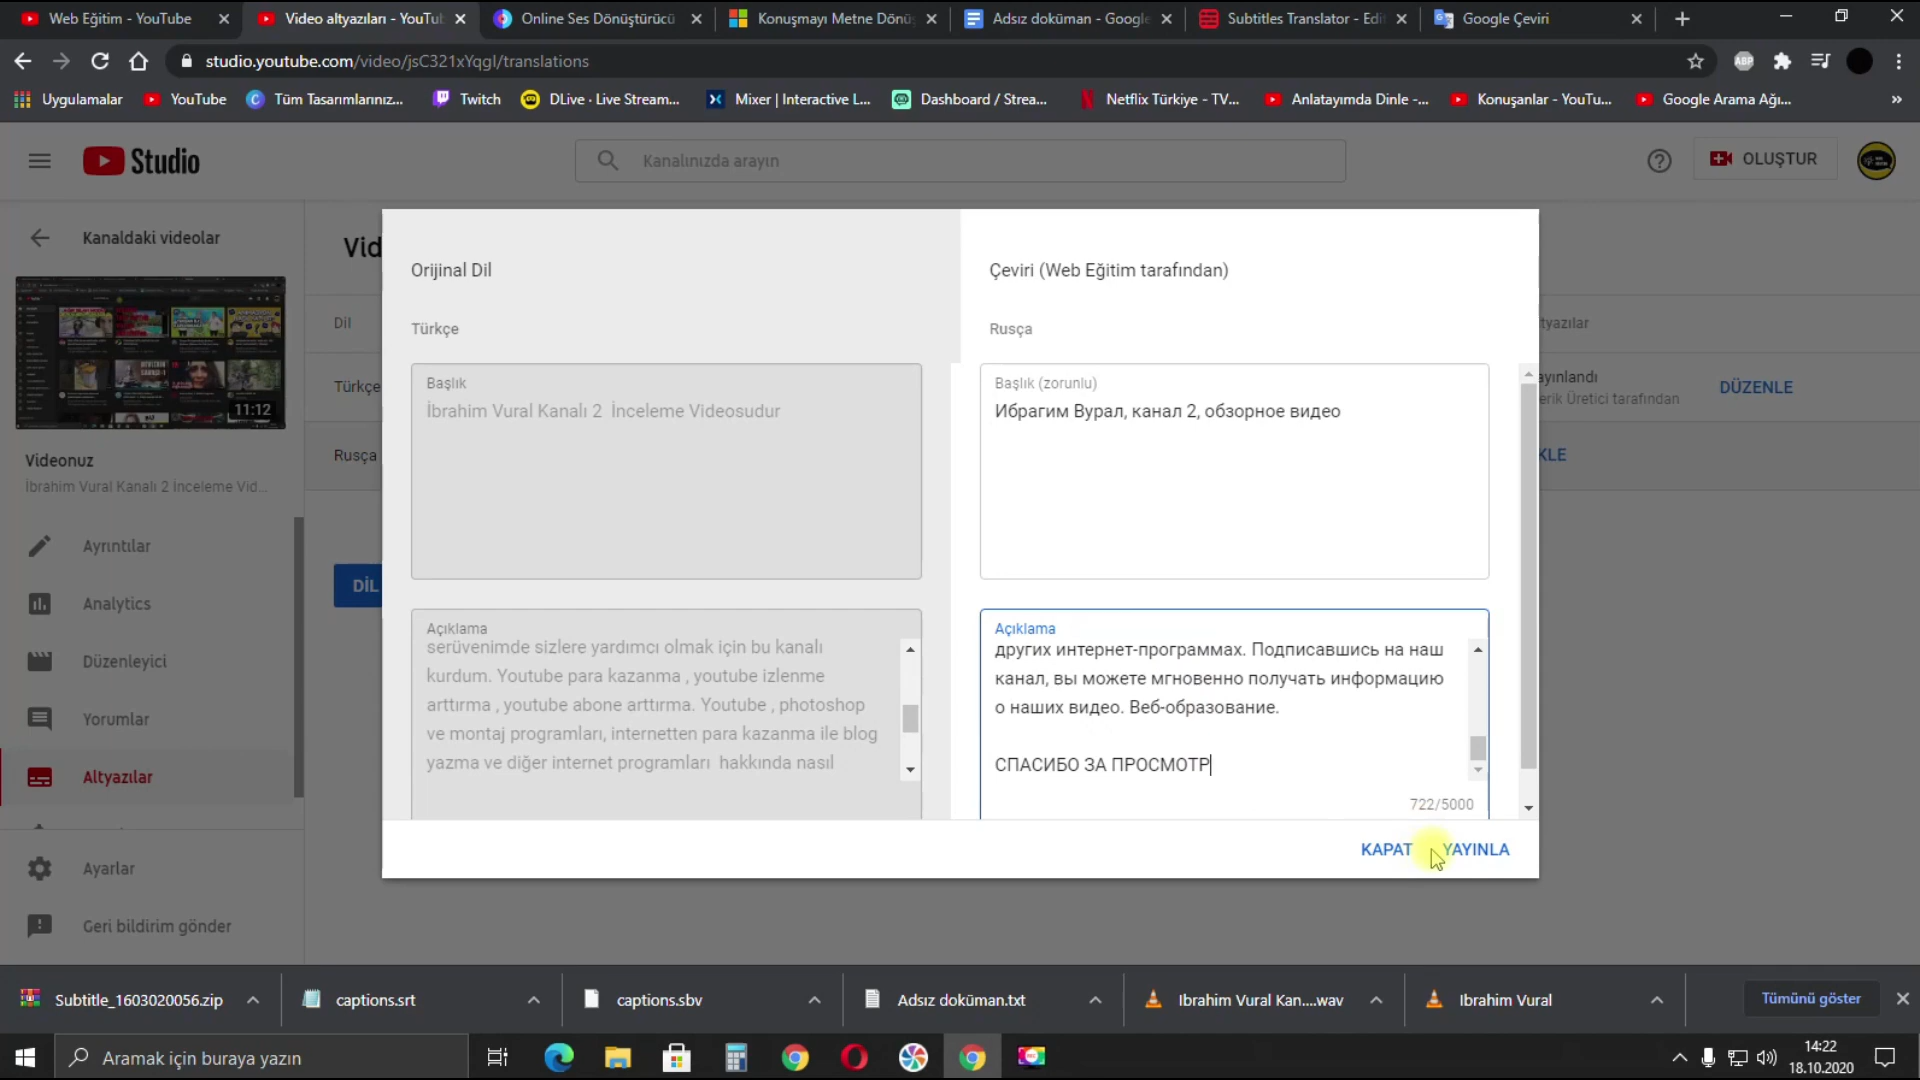 Web Eğitim - YouTube
Video altyazıları - YouTu
Online Ses Dönüştürücü
Konuşmayı Metne Dönüş
Adsız doküman - Google
Subtitles Translator - Edi
Google Çeviri
studio.youtube.com/video/jsC321xYqgI/translations
Uygulamalar
YouTube
Tüm Tasarımlarınız...
Twitch
DLive · Live Stream...
Mixer | Interactive L...
Dashboard / Strea...
Netflix Türkiye - TV...
Anlatayımda Dinle -...
Konuşanlar - YouTu...
Google Arama Ağı...
Studio
Kanalınızda arayın
OLUŞTUR
Kanaldaki videolar
11:12
Videonuz
İbrahim Vural Kanalı 2 İnceleme Vid...
Ayrıntılar
Analytics
Düzenleyici
Yorumlar
Altyazılar
Ayarlar
Geri bildirim gönder
Vid
Dil
Türkçe
Rusça
DİL
tyazılar
ayınlandı
erik Üretici tarafından
DÜZENLE
KLE
Orijinal Dil
Türkçe
Başlık
İbrahim Vural Kanalı 2  İnceleme Videosudur
Açıklama
serüvenimde sizlere yardımcı olmak için bu kanalı
kurdum. Youtube para kazanma , youtube izlenme
arttırma , youtube abone arttırma. Youtube , photoshop
ve montaj programları, internetten para kazanma ile blog
yazma ve diğer internet programları  hakkında nasıl
Çeviri (Web Eğitim tarafından)
Rusça
Başlık (zorunlu)
Ибрагим Вурал, канал 2, обзорное видео
Açıklama
других интернет-программах. Подписавшись на наш
канал, вы можете мгновенно получать информацию
о наших видео. Веб-образование.
СПАСИБО ЗА ПРОСМОТР
722/5000
KAPAT
YAYINLA
Subtitle_1603020056.zip
captions.srt
captions.sbv
Adsız doküman.txt
Ibrahim Vural Kan....wav
Ibrahim Vural
Tümünü göster
Aramak için buraya yazın
14:22
18.10.2020